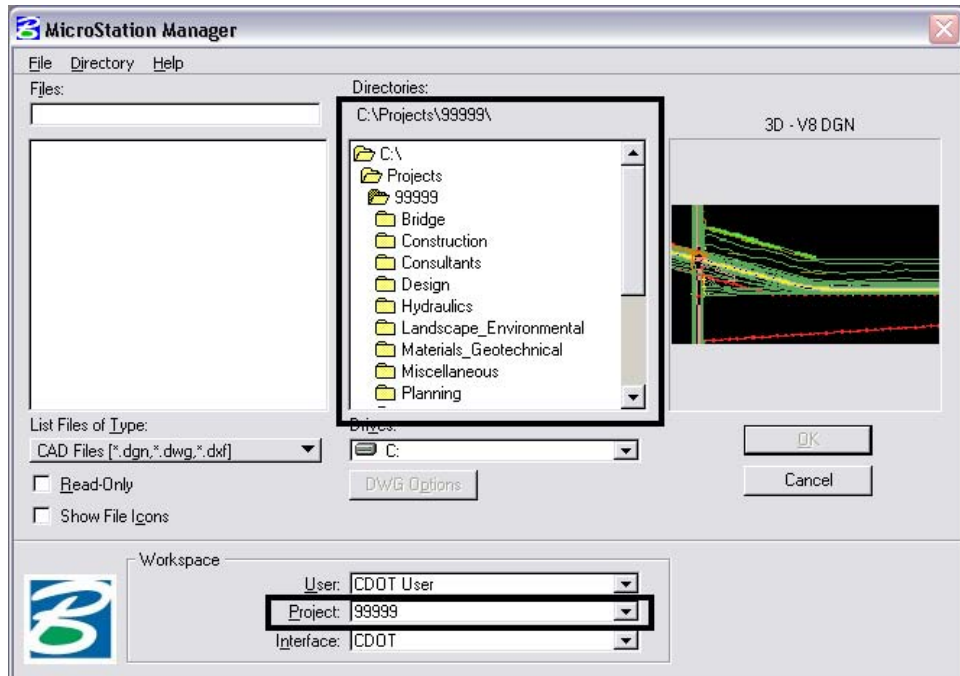 MicroStation Manager
File Directory Help
Files:
Directories:
C:\Projects\99999\
C:\
Projects
99999
Bridge
Construction
Consultants
Design
Hydraulics
Landscape_Environmental
Materials_Geotechnical
Miscellaneous
Planning
3D - V8 DGN
List Files of Type:
CAD Files [*.dgn,*.dwg,*.dxf]
Read-Only
Show File Icons
Drives:
C:
DWG Options
OK
Cancel
Workspace
User: CDOT User
Project: 99999
Interface: CDOT